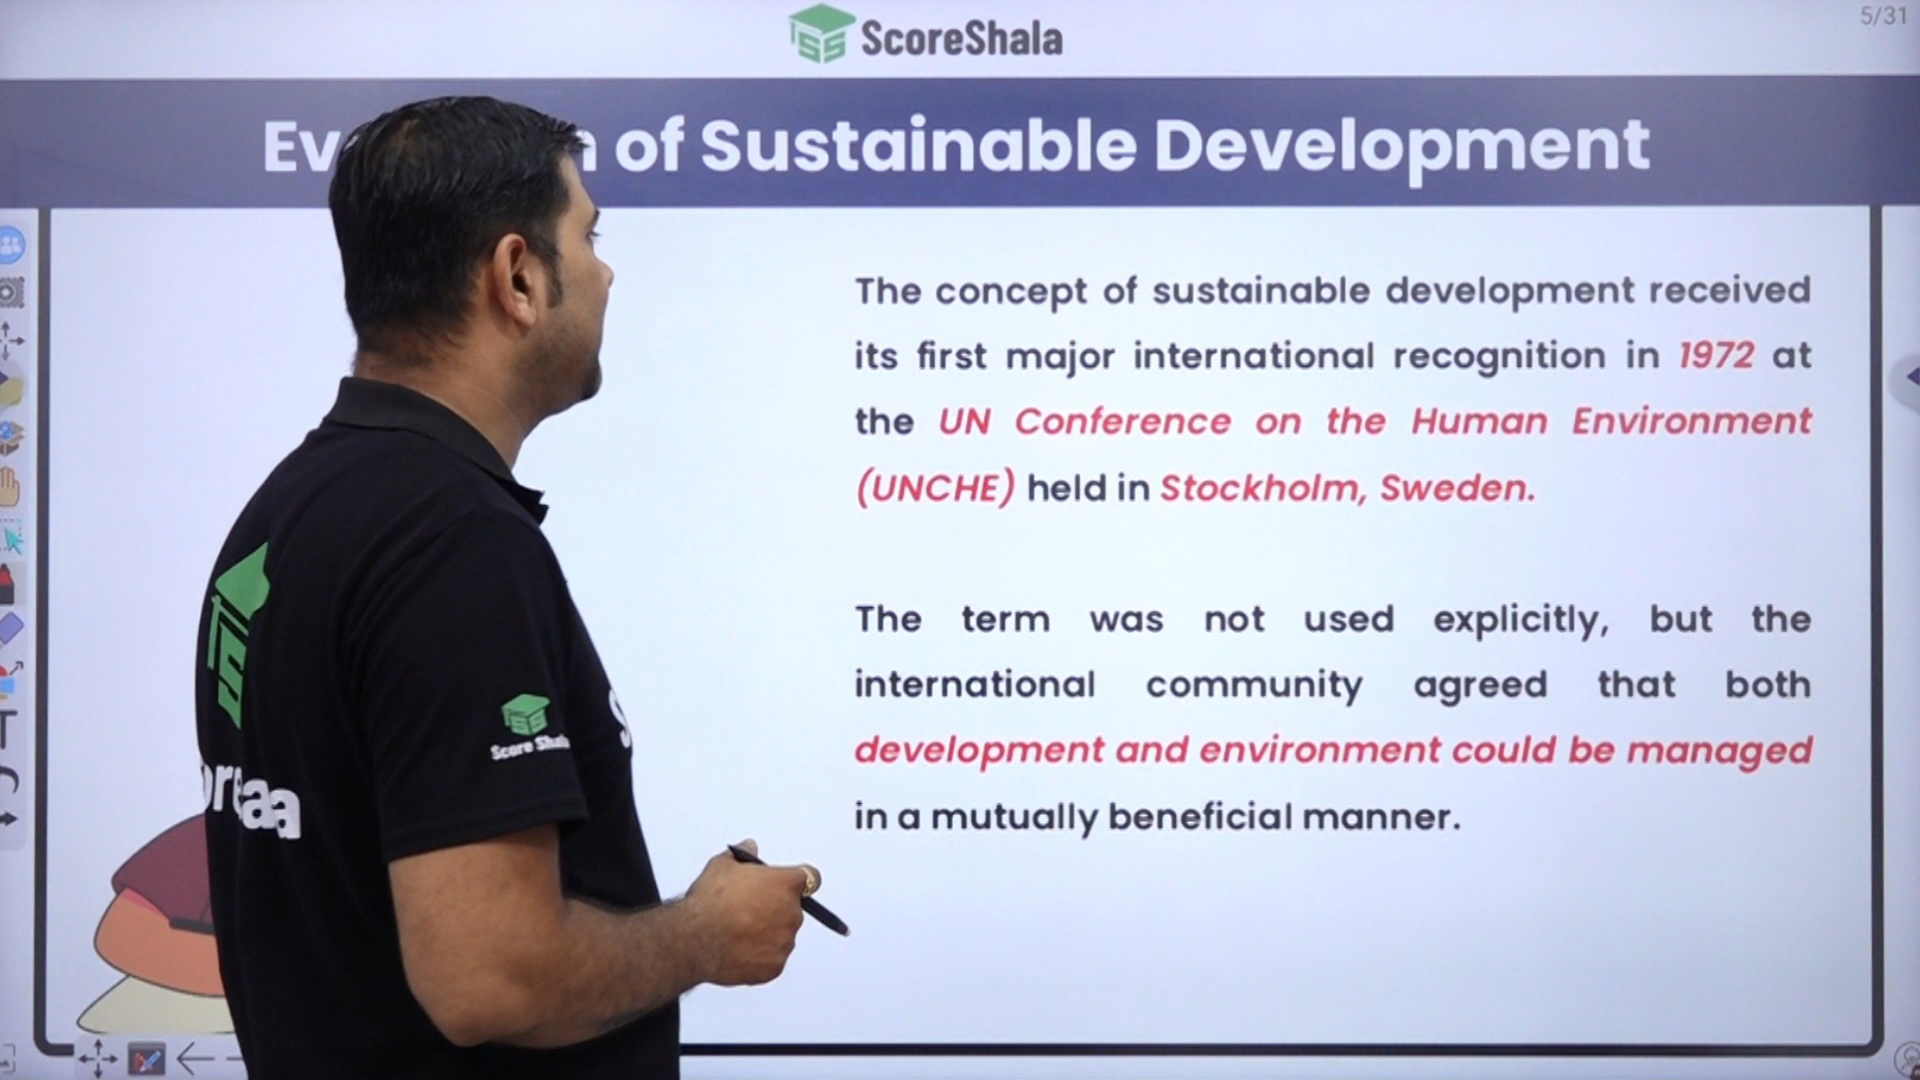 ScoreShala
5/31
of Sustainable Development
The concept of sustainable development received
its first major international recognition in 1972 at
the UN Conference on the Human Environment
(UNCHE) held in Stockholm, Sweden.
The term was not used explicitly, but the
international community agreed that both
development and environment could be managed
in a mutually beneficial manner.
Score